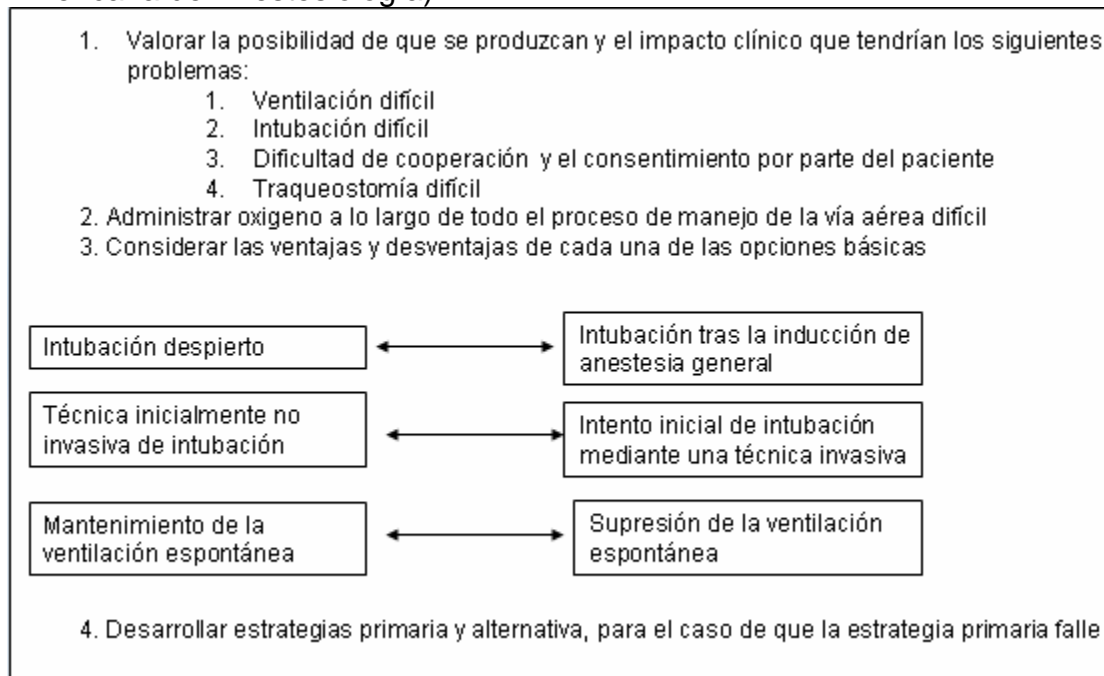 1. Valorar la posibilidad de que se produzcan y el impacto clínico que tendrían los siguientes
problemas:
1. Ventilación difícil
2. Intubación difícil
3. Dificultad de cooperación y el consentimiento por parte del paciente
4. Traqueostomía difícil
2. Administrar oxigeno a lo largo de todo el proceso de manejo de la vía aérea difícil
3. Considerar las ventajas y desventajas de cada una de las opciones básicas
Intubación despierto
Intubación tras la inducción de
anestesia general
Técnica inicialmente no
invasiva de intubación
Intento inicial de intubación
mediante una técnica invasiva
Mantenimiento de la
ventilación espontánea
Supresión de la ventilación
espontánea
4. Desarrollar estrategias primaria y alternativa, para el caso de que la estrategia primaria falle